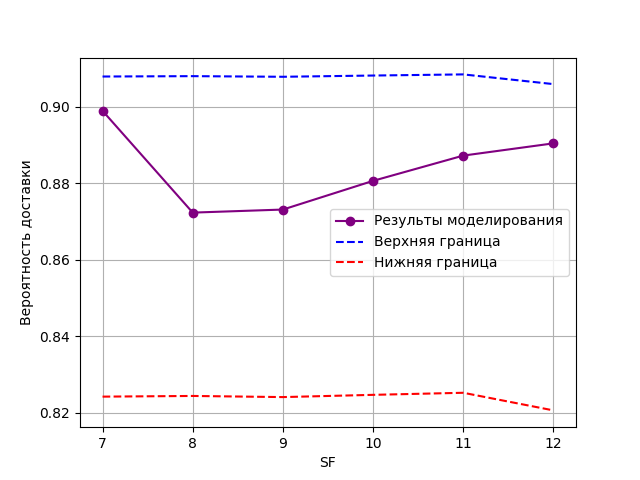 0.90
0.88
0.86
0.84
0.82
Вероятность доставки
Результы моделирования
Верхняя граница
Нижняя граница
7 8 9 10 11 12
SF